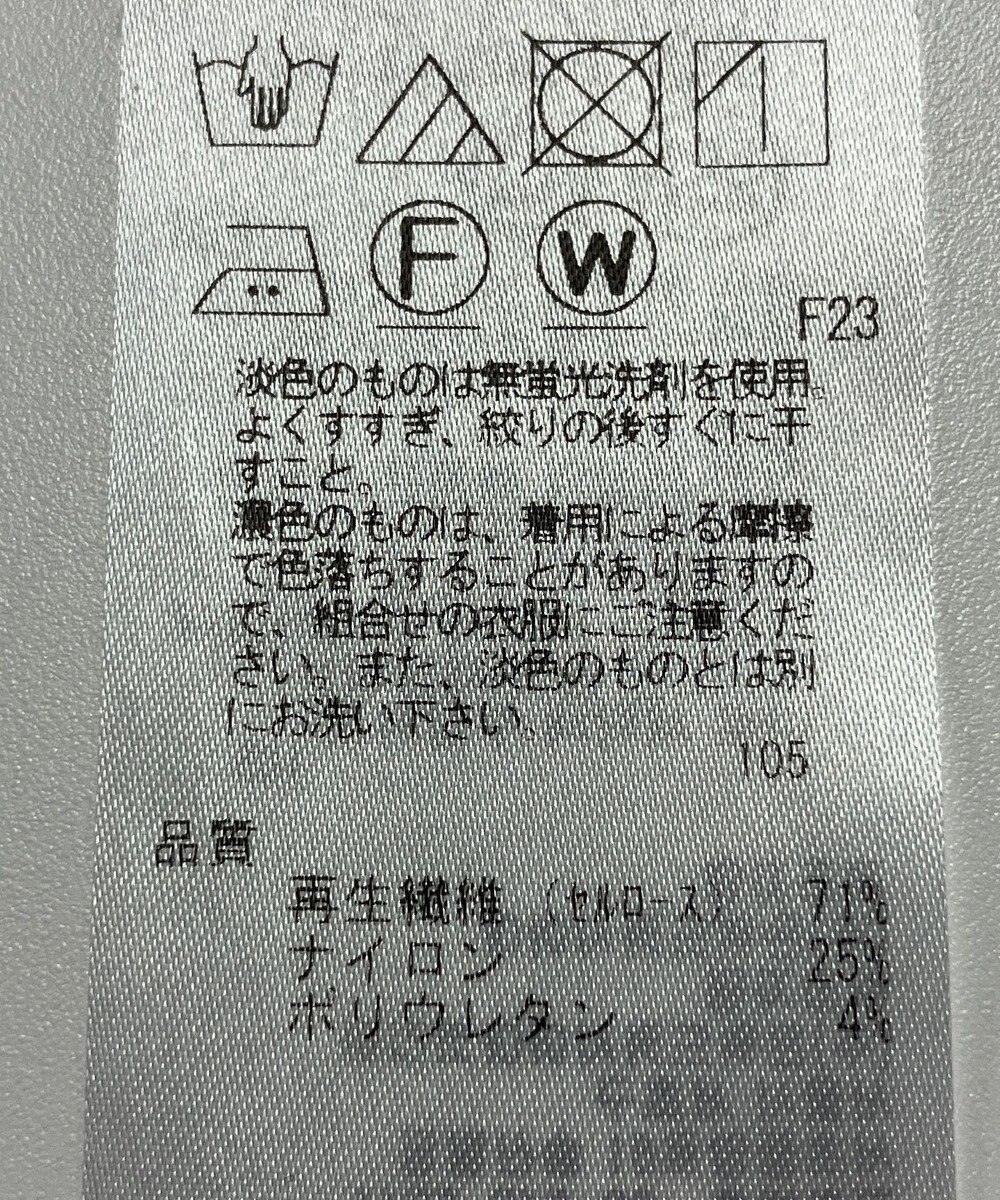 F W
F23
淡色のものは無蛍光洗剤を使用。
よくすすぎ、絞りの後すぐに干
すこと。
濃色のものは、着用による摩擦
で色落ちすることがありますの
で、組合せの衣服にご注意くだ
さい。また、淡色のものとは別
にお洗い下さい。
105
品質
再生繊維（セルロース） 71%
ナイロン 25%
ポリウレタン 4%